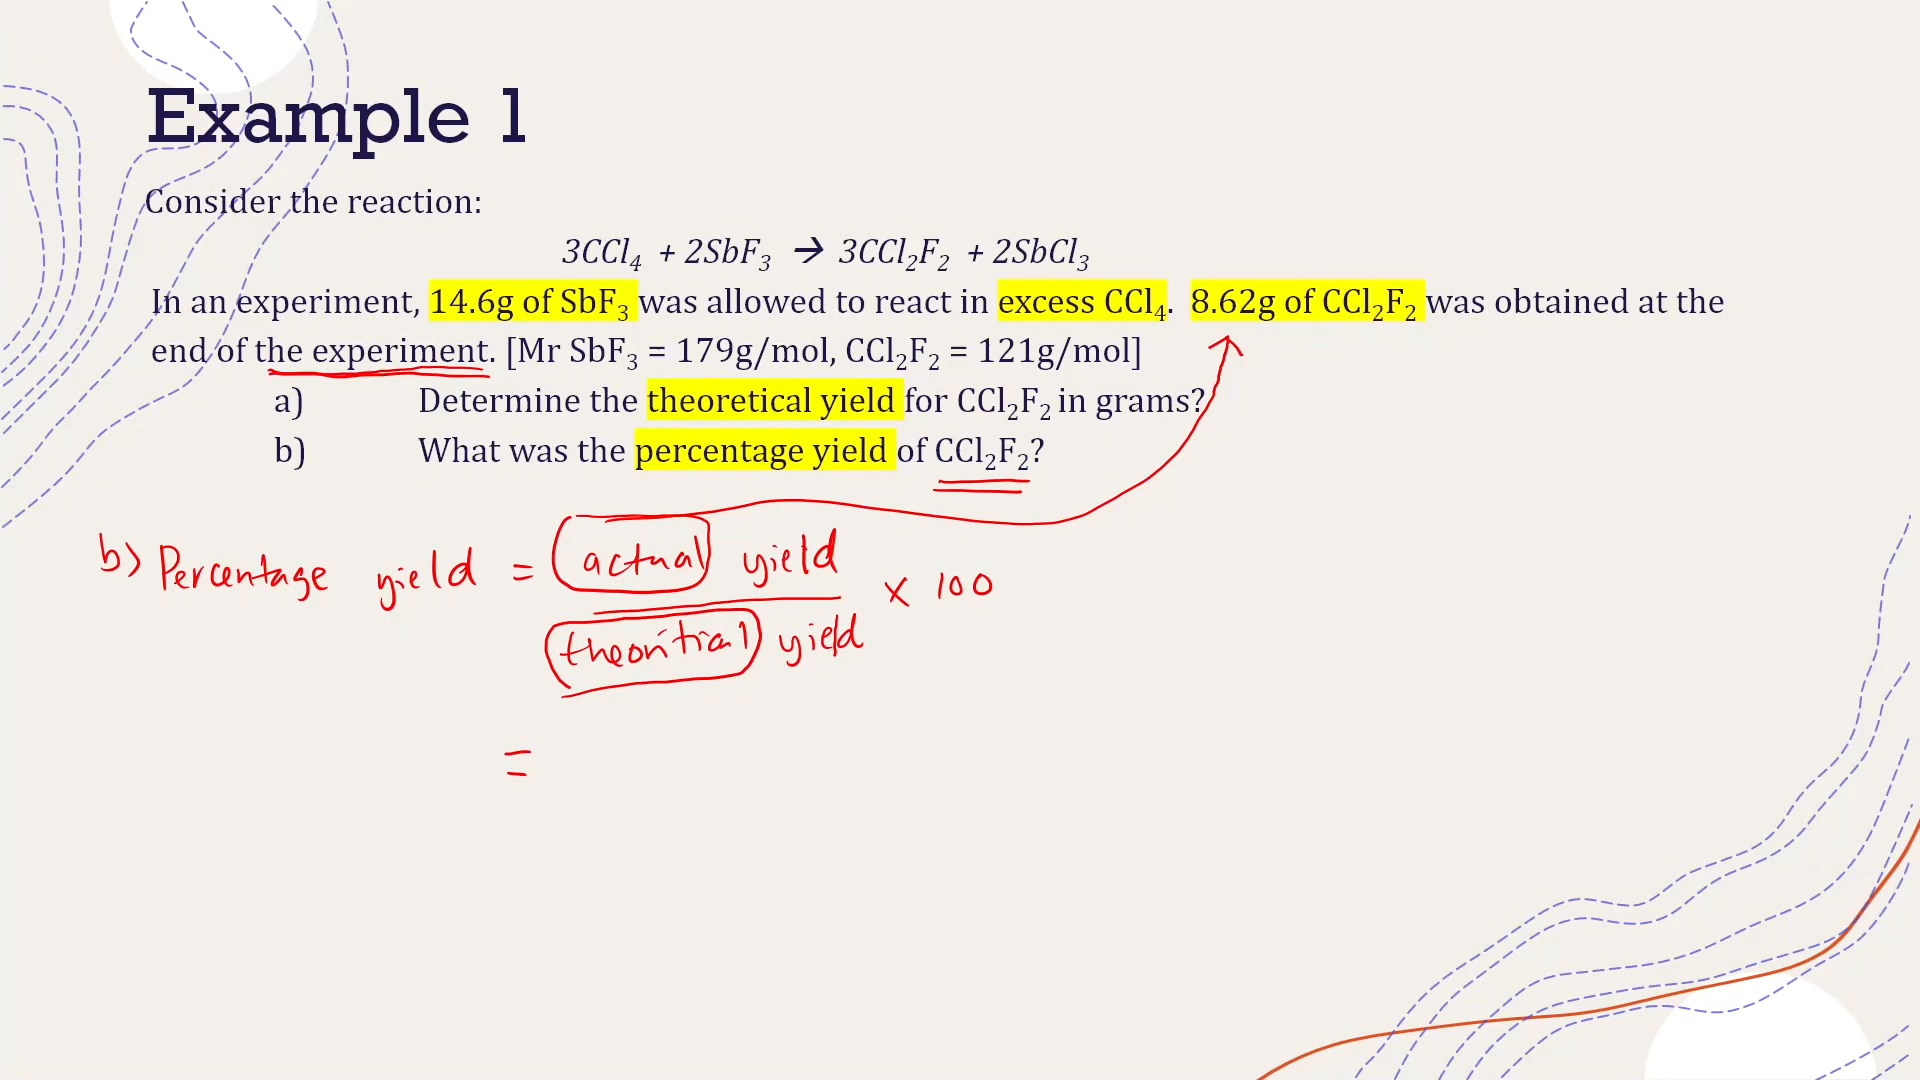 Example 1
Consider the reaction:
3CCl₄ + 2SbF₃ → 3CCl₂F₂ + 2SbCl₃
In an experiment, 14.6g of SbF₃ was allowed to react in excess CCl₄. 8.62g of CCl₂F₂ was obtained at the
end of the experiment. [Mr SbF₃ = 179g/mol, CCl₂F₂ = 121g/mol]
a) Determine the theoretical yield for CCl₂F₂ in grams?
b) What was the percentage yield of CCl₂F₂?
b) Percentage yield = actual yield
x 100
theoritical yield
=